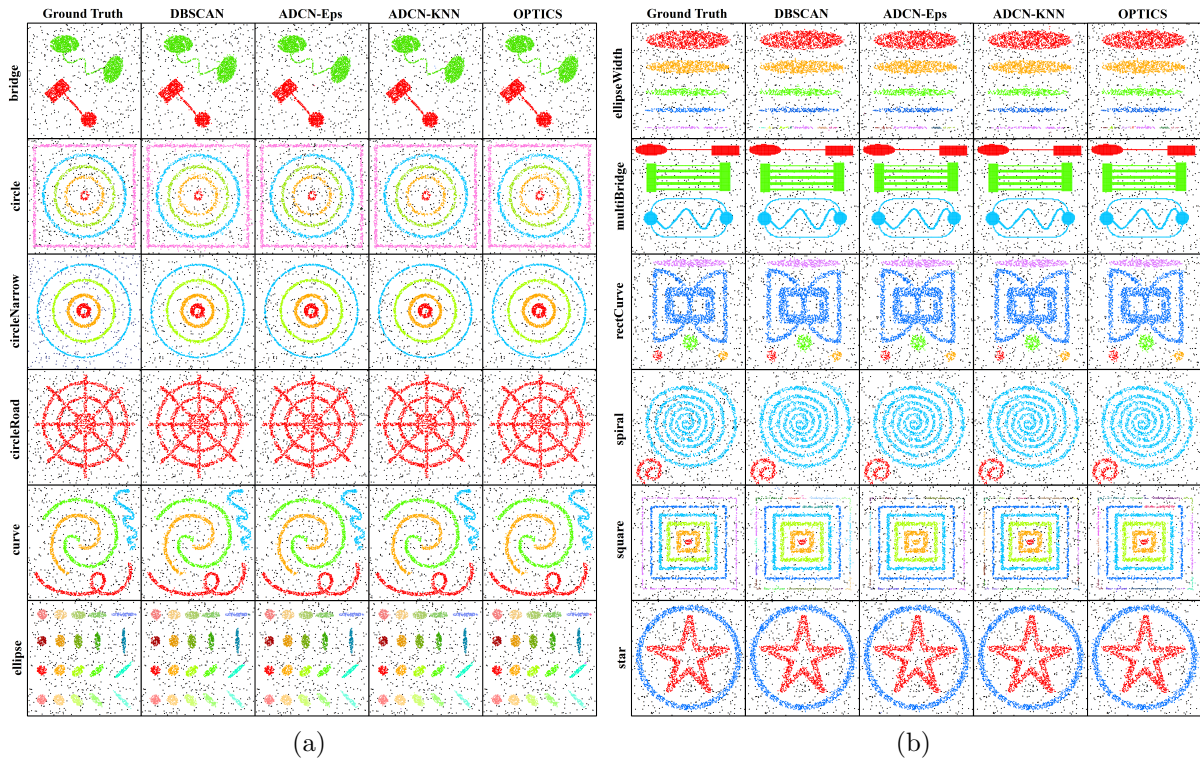 Ground Truth DBSCAN ADCN-Eps ADCN-KNN OPTICS
bridge
circle
circleNarrow
circleRoad
curve
ellipse
(a)
Ground Truth DBSCAN ADCN-Eps ADCN-KNN OPTICS
ellipseWidth
multiBridge
rectCurve
spiral
square
star
(b)